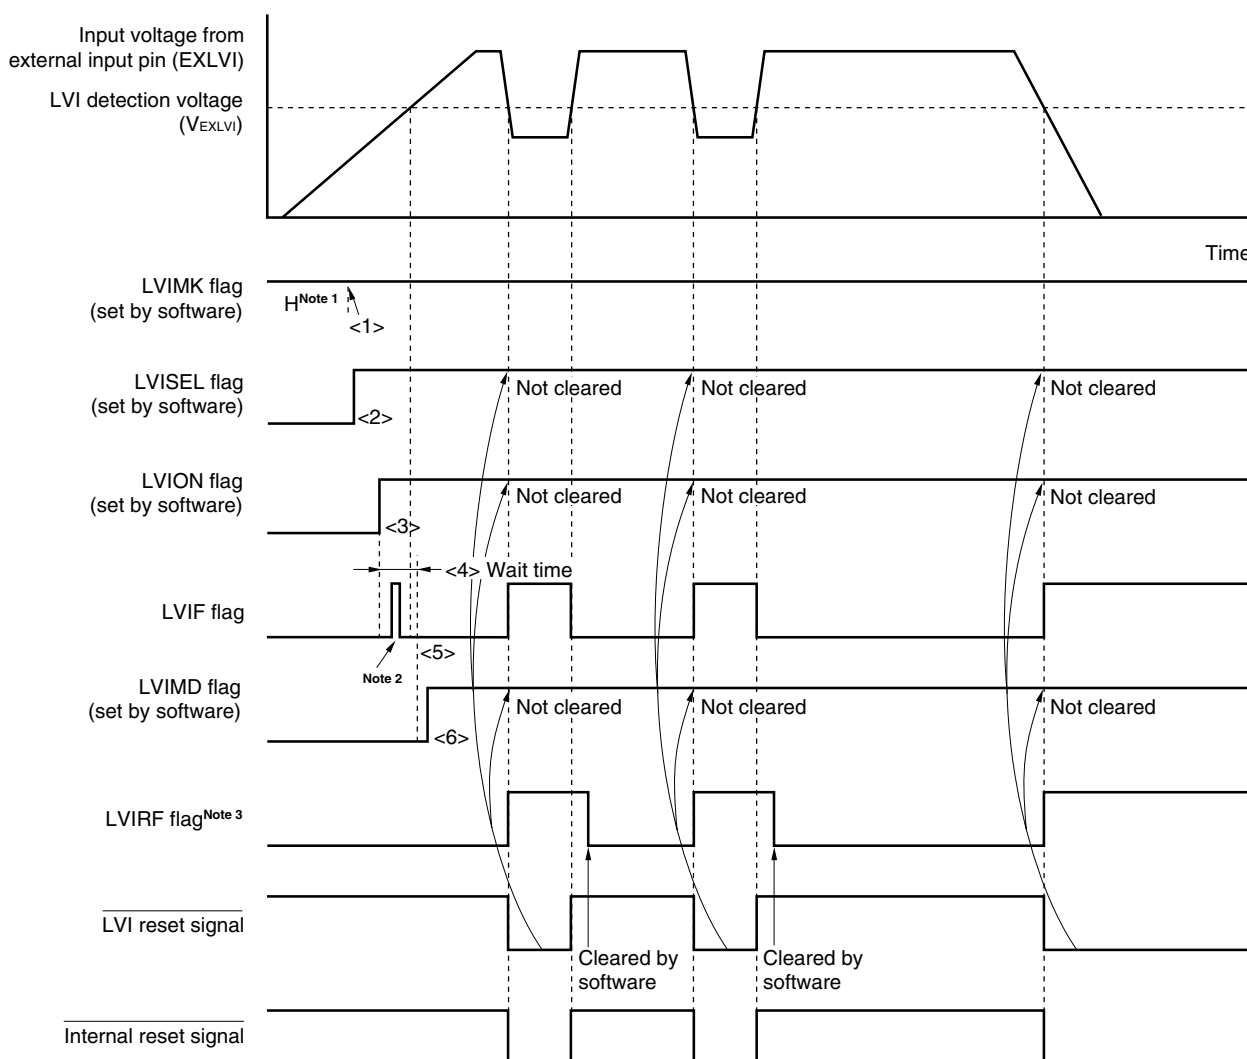 Input voltage from
external input pin (EXLVI)
LVI detection voltage
(VEXLVI)
Time
LVIMK flag
(set by software)
H Note 1
<1>
LVISEL flag
(set by software)
<2>
Not cleared
Not cleared
Not cleared
LVION flag
(set by software)
<3>
Not cleared
Not cleared
Not cleared
<4> Wait time
LVIF flag
Note 2
<5>
LVIMD flag
(set by software)
<6>
Not cleared
Not cleared
Not cleared
LVIRF flag Note 3
LVI reset signal
Cleared by
software
Cleared by
software
Internal reset signal